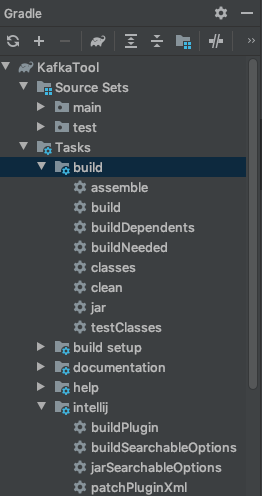 Gradle
KafkaTool
Source Sets
main
test
Tasks
build
assemble
build
buildDependents
buildNeeded
classes
clean
jar
testClasses
build setup
documentation
help
intellij
buildPlugin
buildSearchableOptions
jarSearchableOptions
patchPluginXml